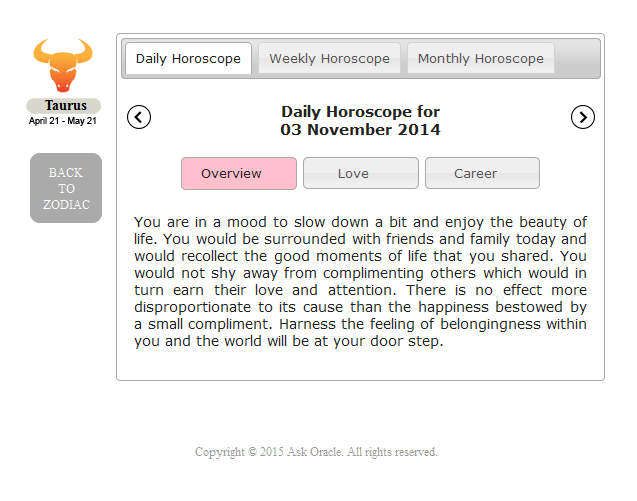 Daily Horoscope Weekly Horoscope Monthly Horoscope
Taurus
April 21 - May 21
Daily Horoscope for
03 November 2014
BACK
TO
ZODIAC
Overview Love Career
You are in a mood to slow down a bit and enjoy the beauty of
life. You would be surrounded with friends and family today and
would recollect the good moments of life that you shared. You
would not shy away from complimenting others which would in
turn earn their love and attention. There is no effect more
disproportionate to its cause than the happiness bestowed by
a small compliment. Harness the feeling of belongingness within
you and the world will be at your door step.
Copyright © 2015 Ask Oracle. All rights reserved.